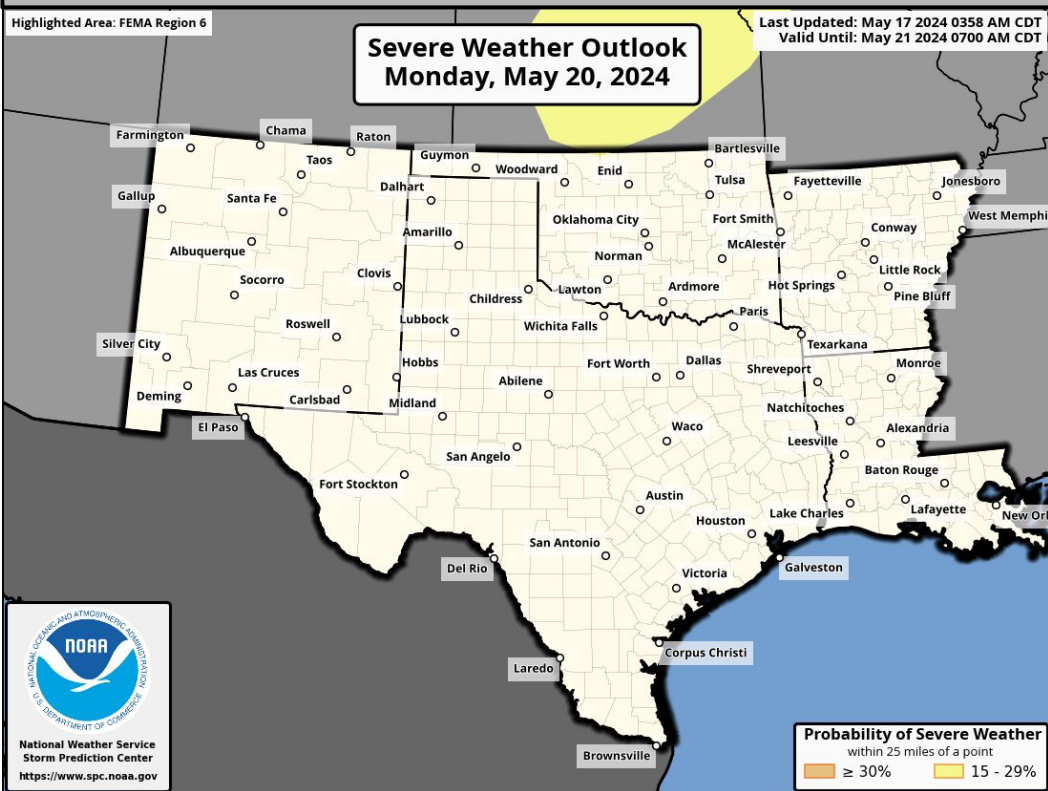 Highlighted Area: FEMA Region 6
Last Updated: May 17 2024 0358 AM CDT
Valid Until: May 21 2024 0700 AM CDT
Severe Weather Outlook
Monday, May 20, 2024
Farmington
Chama
Raton
Taos
Guymon
Woodward
Enid
Bartlesville
Gallup
Santa Fe
Dalhart
Tulsa
Fayetteville
Jonesboro
Albuquerque
Amarillo
Oklahoma City
Fort Smith
Conway
West Memphi
Norman
McAlester
Socorro
Clovis
Childress
Lawton
Ardmore
Hot Springs
Little Rock
Pine Bluff
Roswell
Lubbock
Wichita Falls
Paris
Texarkana
Silver City
Las Cruces
Hobbs
Abilene
Fort Worth
Dallas
Shreveport
Monroe
Deming
Carlsbad
Midland
El Paso
Waco
Natchitoches
Alexandria
San Angelo
Leesville
Fort Stockton
Baton Rouge
Austin
Houston
Lake Charles
Lafayette
New Orl
San Antonio
Del Rio
Victoria
Galveston
Laredo
Corpus Christi
Brownsville
NATIONAL OCEANIC AND ATMOSPHERIC ADMINISTRATION
NOAA
U.S. DEPARTMENT OF COMMERCE
National Weather Service
Storm Prediction Center
https://www.spc.noaa.gov
Probability of Severe Weather
within 25 miles of a point
≥ 30%
15 - 29%